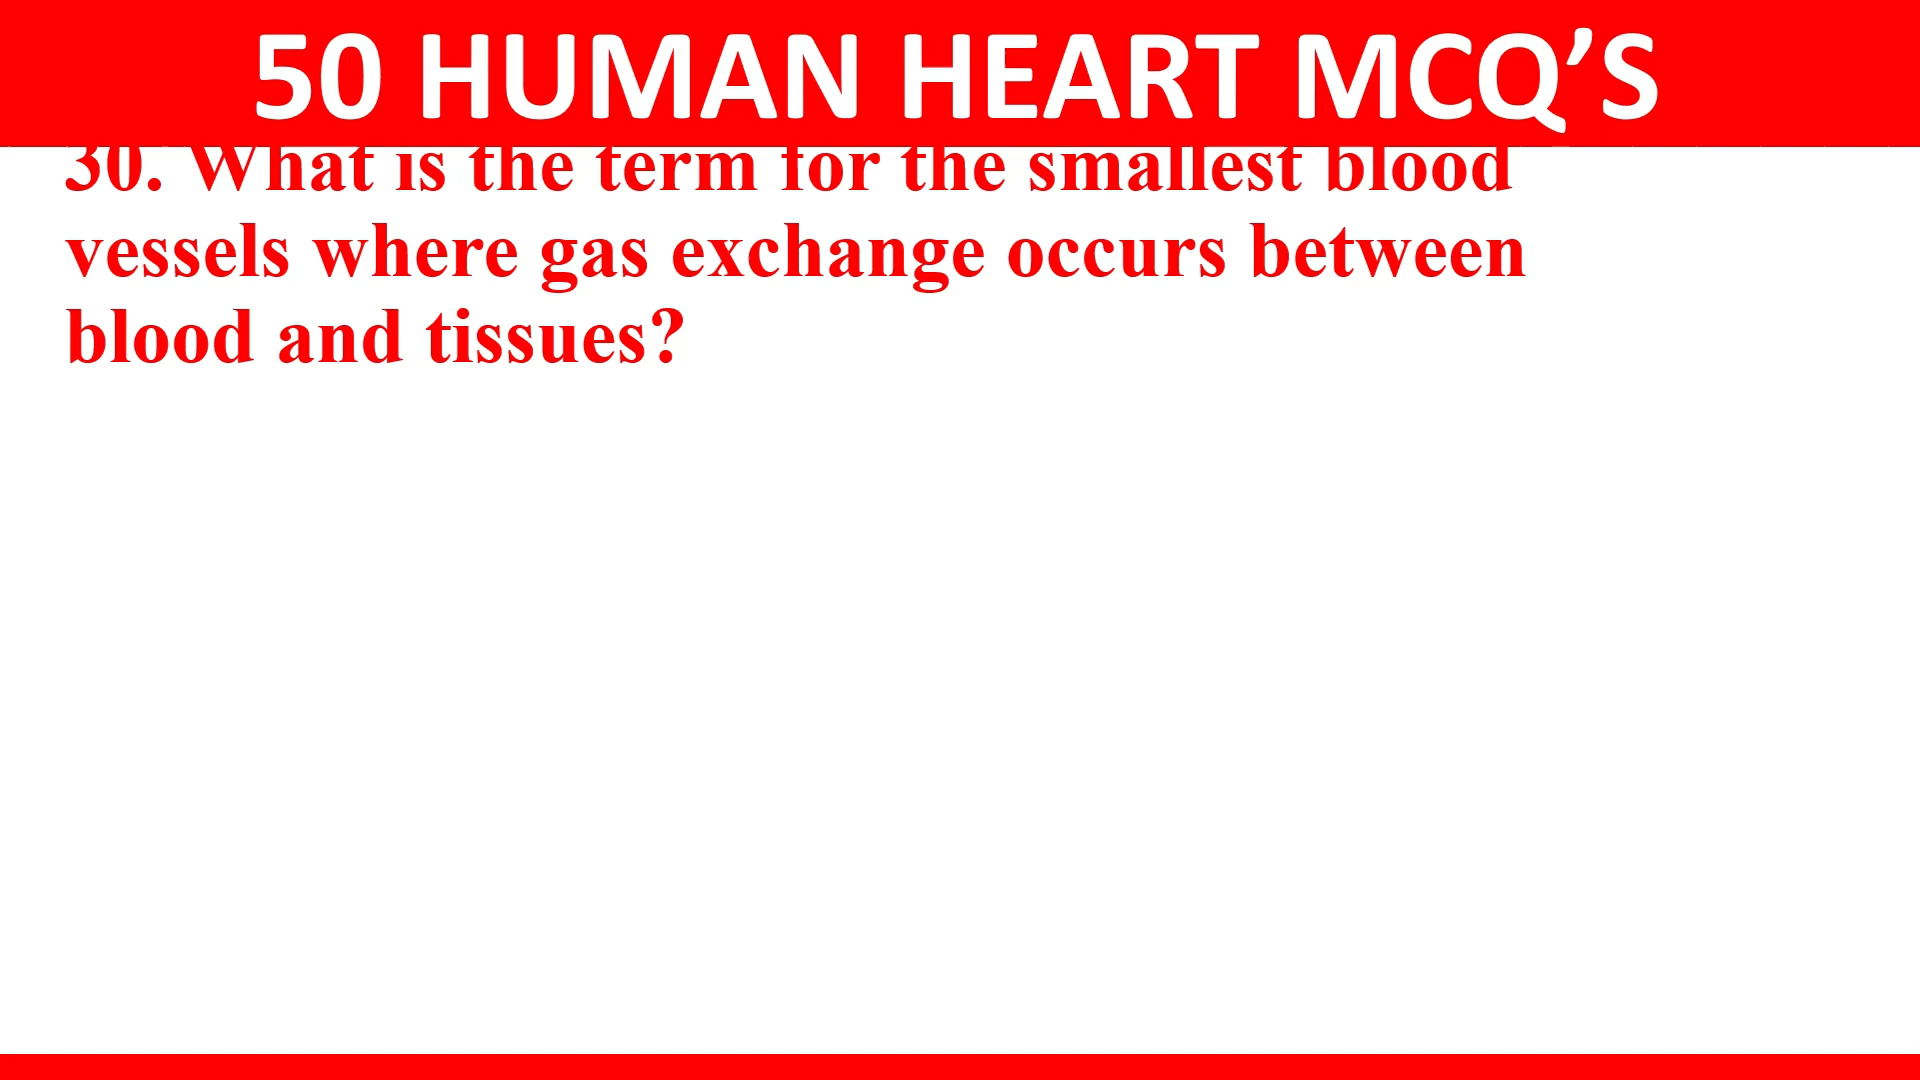 50 HUMAN HEART MCQ’S
30. What is the term for the smallest blood
vessels where gas exchange occurs between
blood and tissues?